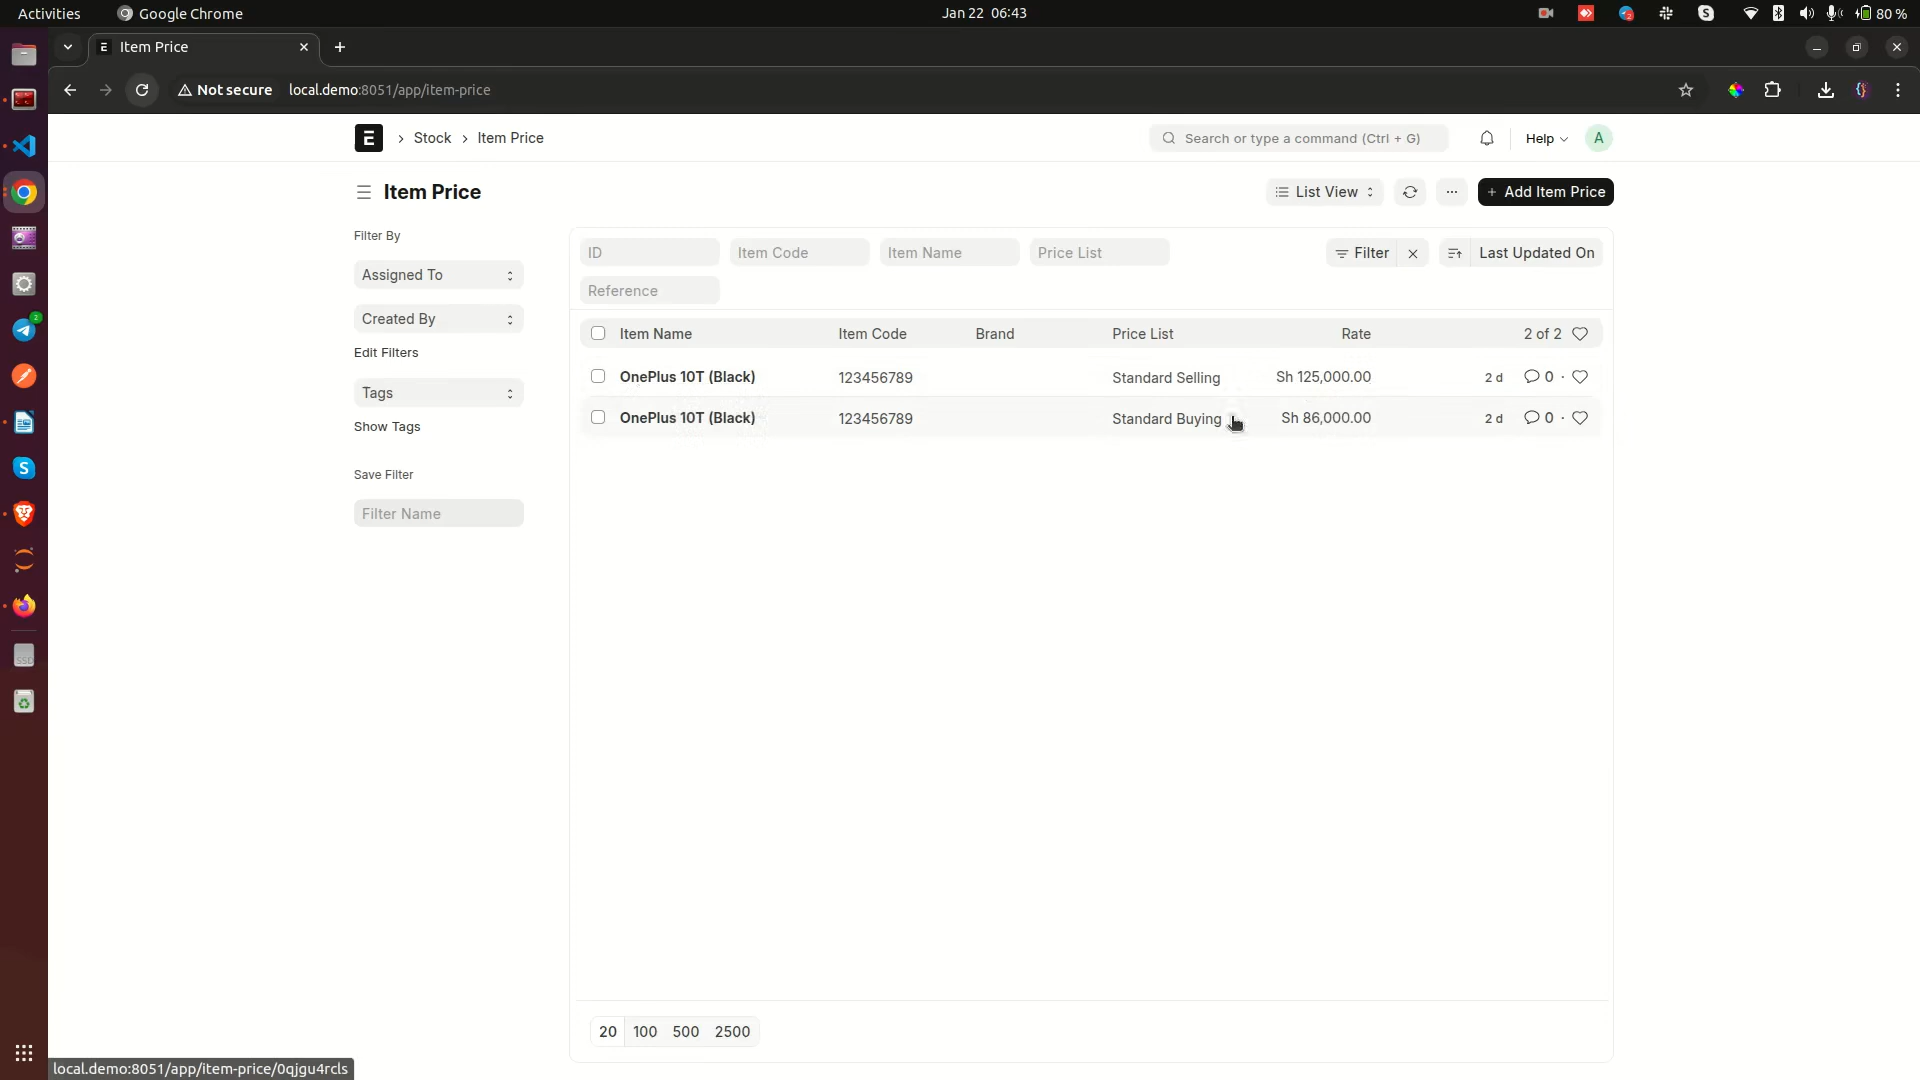 Activities Google Chrome Jan 22 06:43 80 %
Item Price
Not secure local.demo:8051/app/item-price
E Stock Item Price Search or type a command (Ctrl + G) Help A
Item Price List View + Add Item Price
Filter By
Assigned To
Created By
Edit Filters
Tags
Show Tags
Save Filter
Filter Name
ID Item Code Item Name Price List Filter Last Updated On
Reference
Item Name Item Code Brand Price List Rate 2 of 2
OnePlus 10T (Black) 123456789 Standard Selling Sh 125,000.00 2 d 0 ·
OnePlus 10T (Black) 123456789 Standard Buying Sh 86,000.00 2 d 0 ·
20 100 500 2500
local.demo:8051/app/item-price/0qjgu4rcls